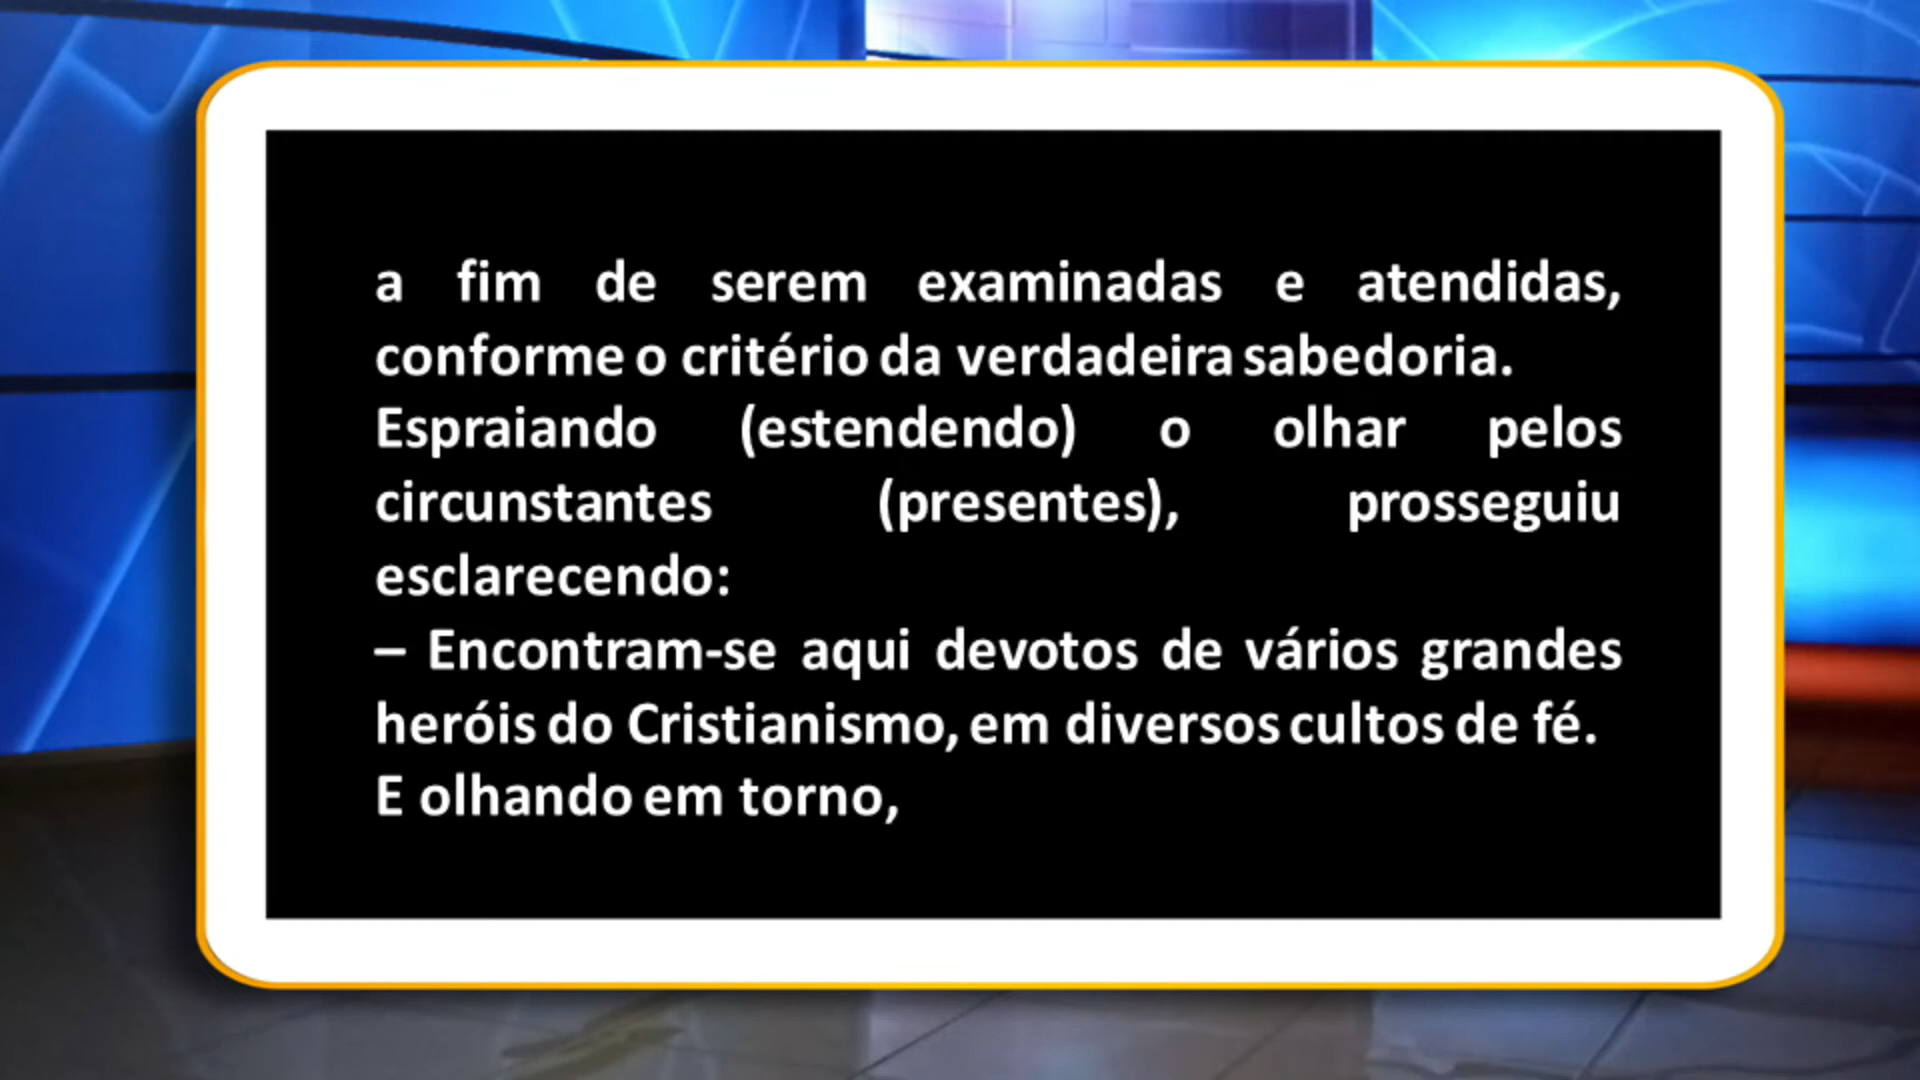 a fim de serem examinadas e atendidas,
conforme o critério da verdadeira sabedoria.
Espraiando (estendendo) o olhar pelos
circunstantes (presentes), prosseguiu
esclarecendo:
– Encontram-se aqui devotos de vários grandes
heróis do Cristianismo, em diversos cultos de fé.
E olhando em torno,